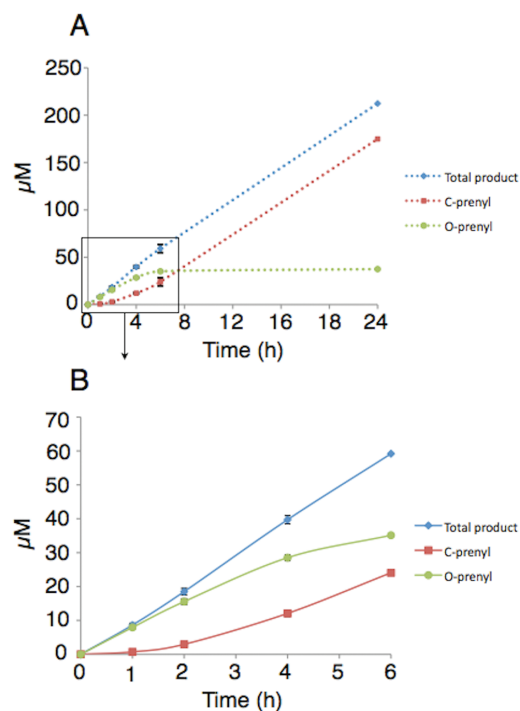 A
250
200
150
100
50
0
µM
Total product
C-prenyl
O-prenyl
0 4 8 12 16 18 24
Time (h)
B
70
60
50
40
30
20
10
0
µM
Total product
C-prenyl
O-prenyl
0 1 2 3 4 5 6
Time (h)